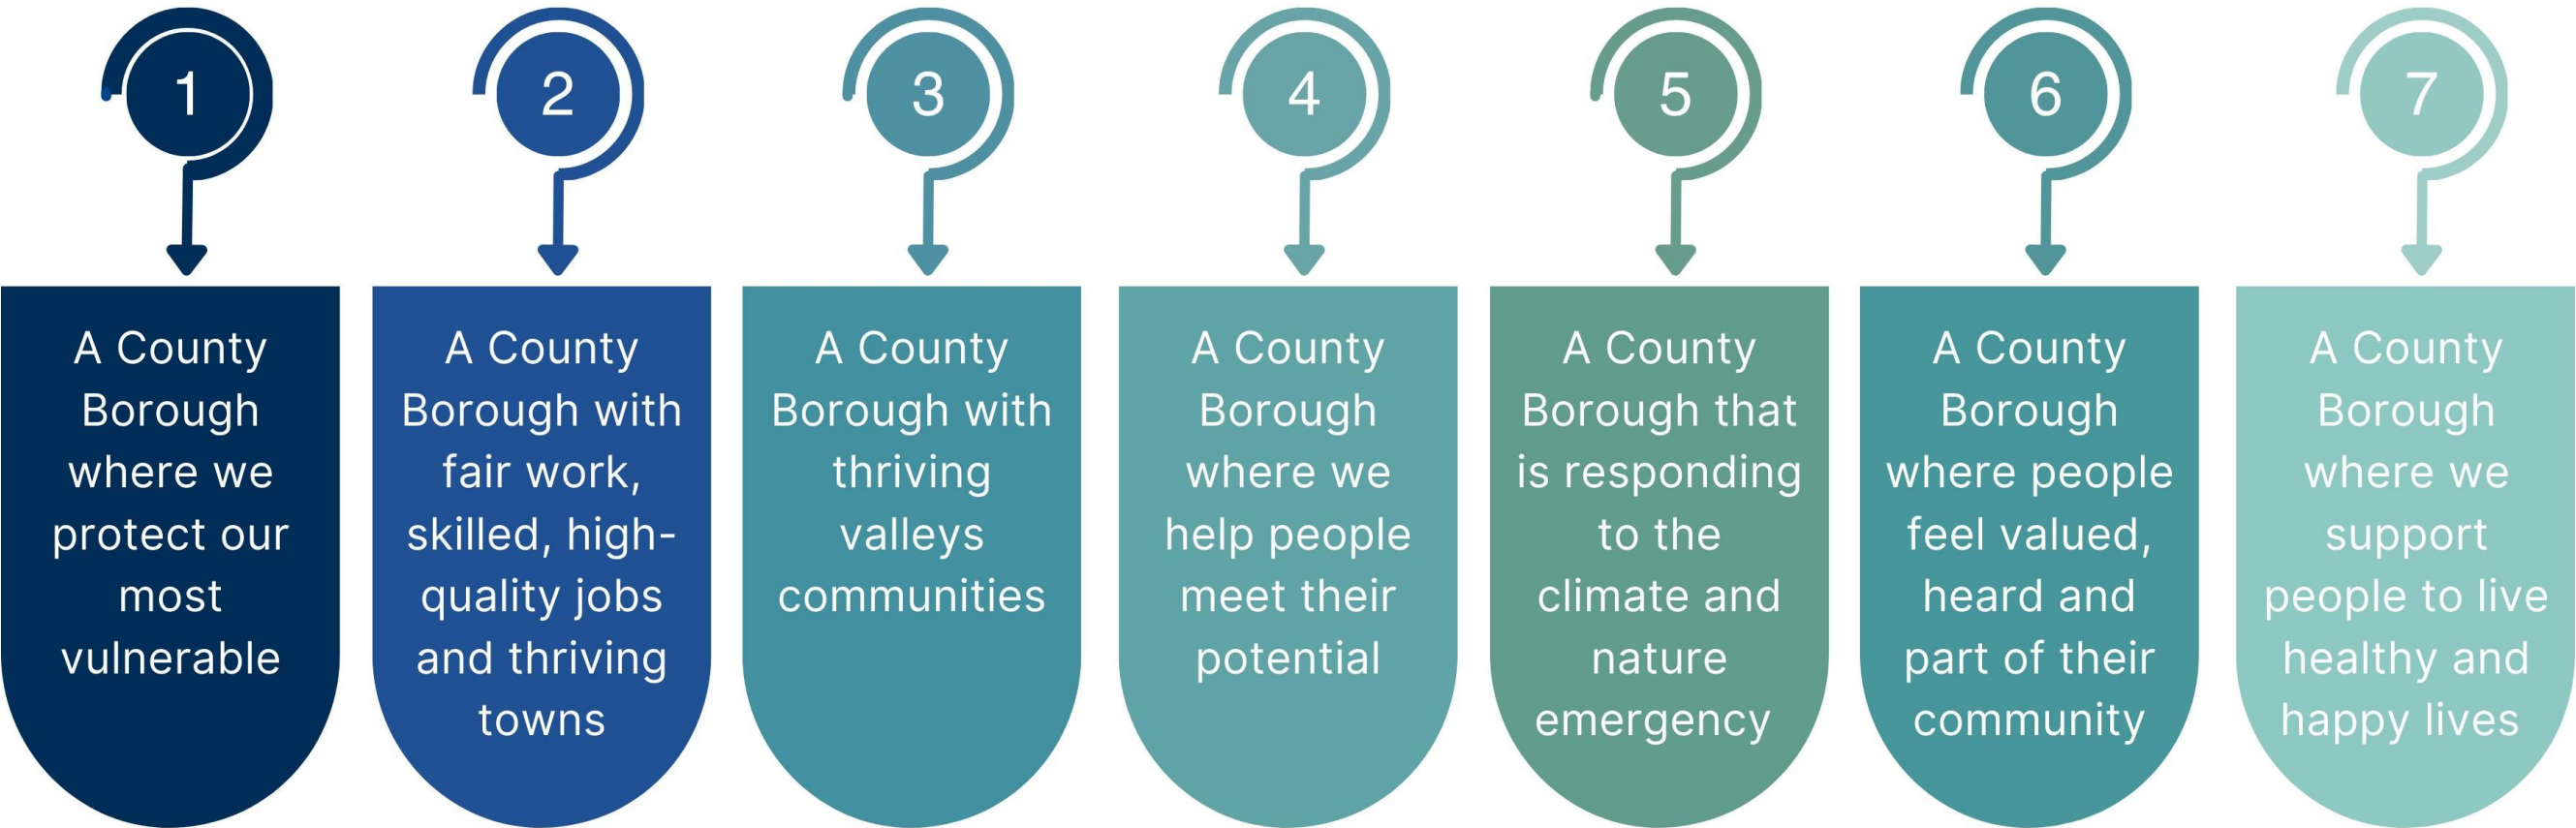 1
A County
Borough
where we
protect our
most
vulnerable
2
A County
Borough with
fair work,
skilled, high-
quality jobs
and thriving
towns
3
A County
Borough with
thriving
valleys
communities
4
A County
Borough
where we
help people
meet their
potential
5
A County
Borough that
is responding
to the
climate and
nature
emergency
6
A County
Borough
where people
feel valued,
heard and
part of their
community
7
A County
Borough
where we
support
people to live
healthy and
happy lives